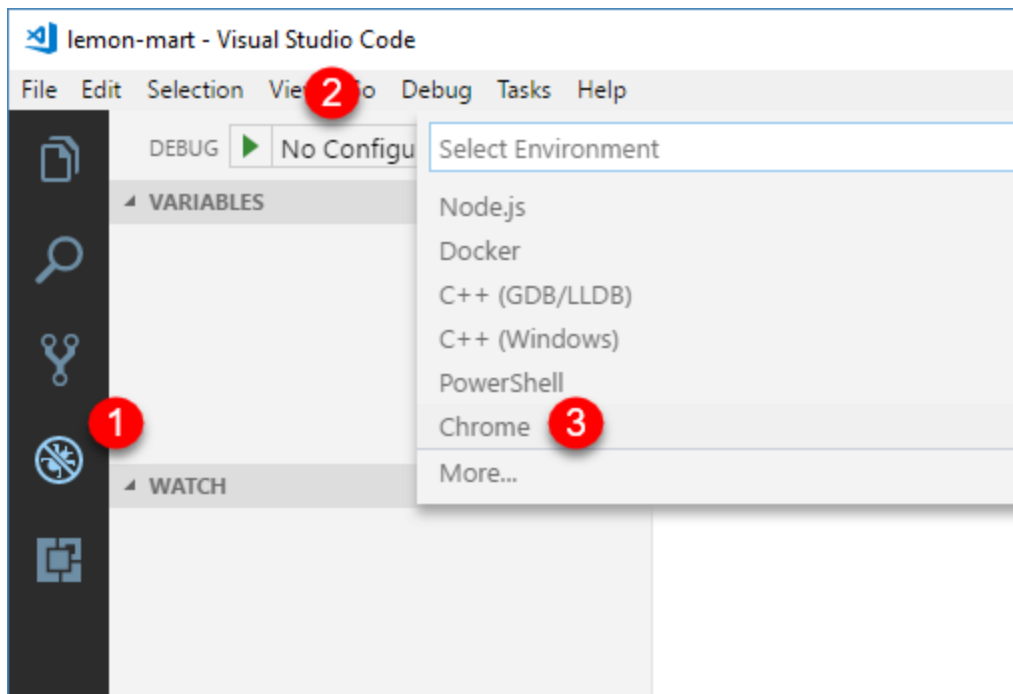 lemon-mart - Visual Studio Code
File Edit Selection 2 Debug Tasks Help
DEBUG No Configu Select Environment
VARIABLES
Node.js
Docker
C++ (GDB/LLDB)
C++ (Windows)
PowerShell
1
Chrome 3
More...
WATCH